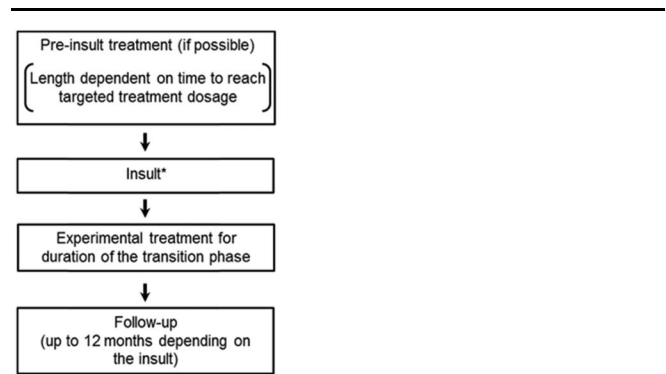 Pre-insult treatment (if possible)
Length dependent on time to reach
targeted treatment dosage
Insult*
Experimental treatment for
duration of the transition phase
Follow-up
(up to 12 months depending on
the insult)